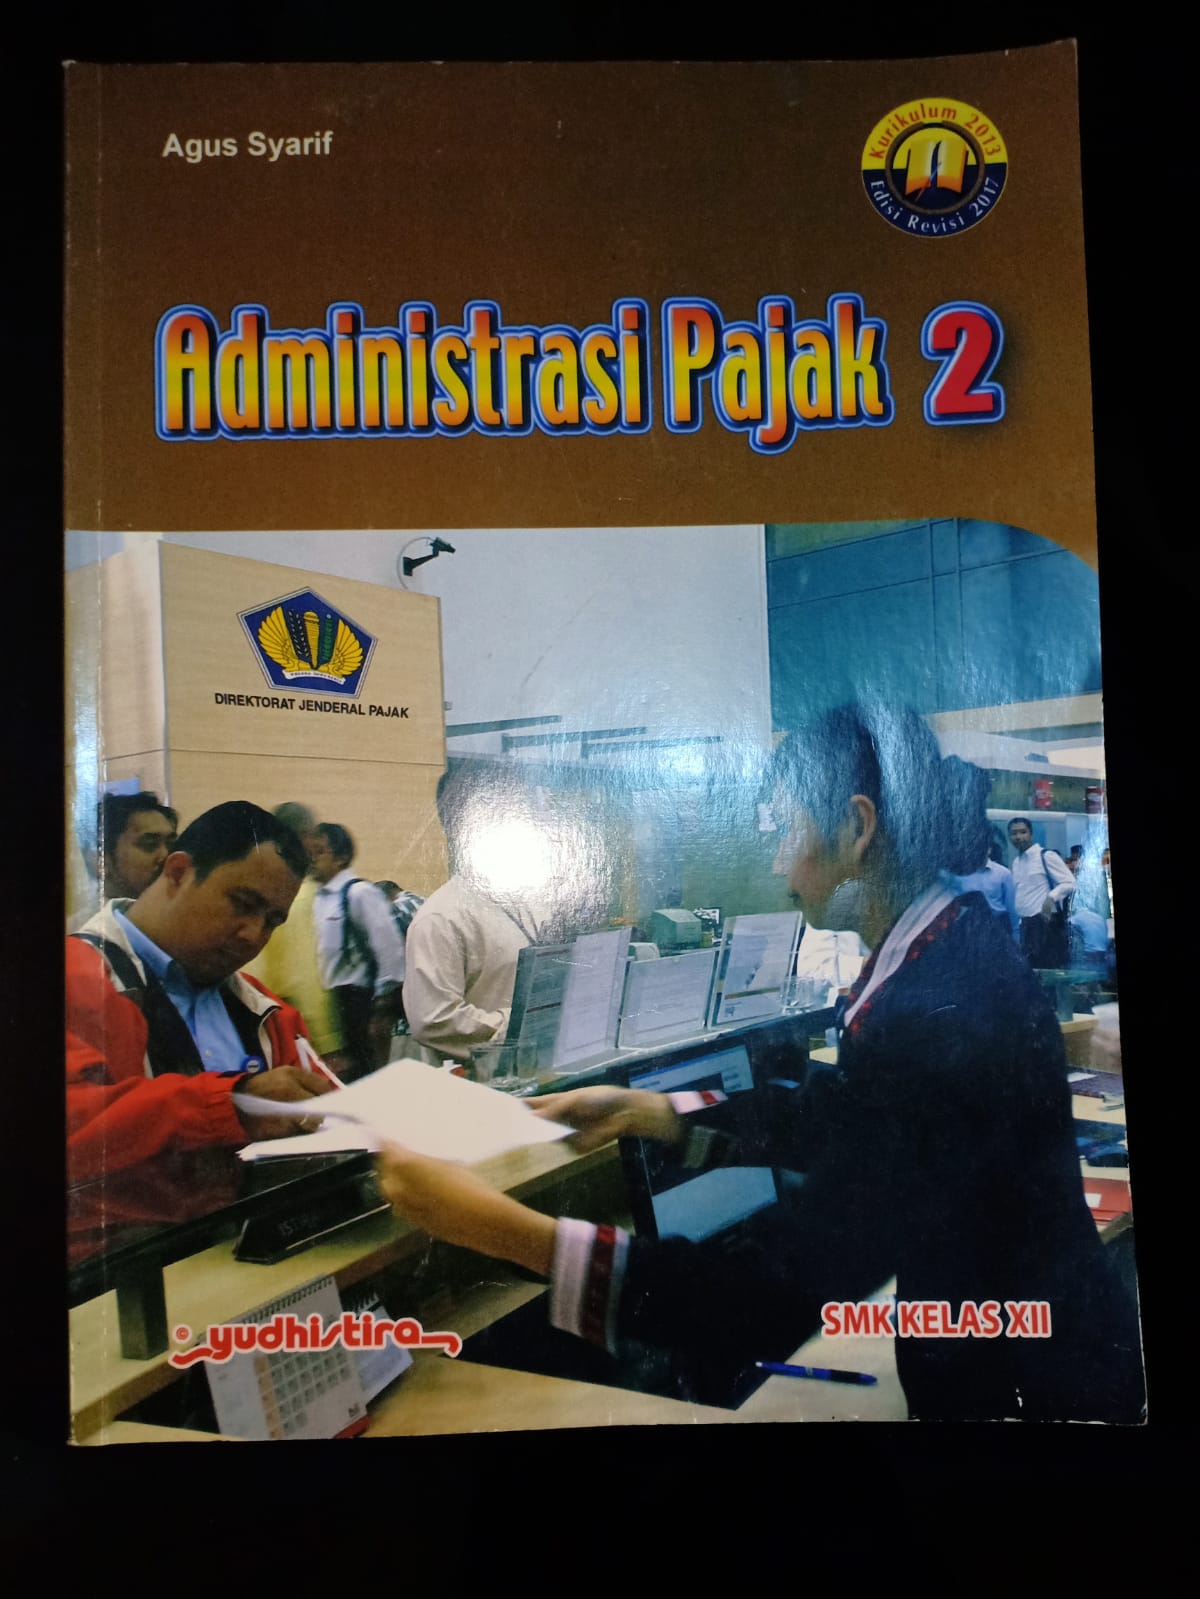 Agus Syarif
Kurikulum 2013
Edisi Revisi 2017
Administrasi Pajak 2
DIREKTORAT JENDERAL PAJAK
© yudhistira
SMK KELAS XII